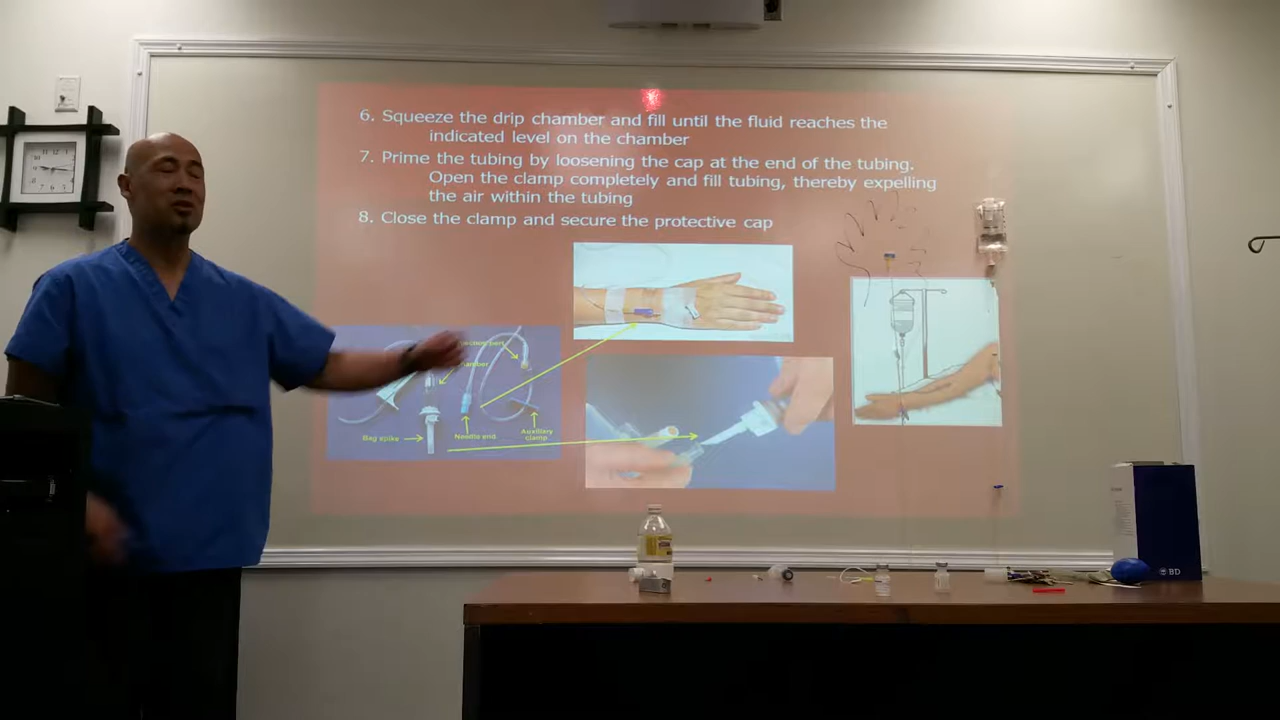 6. Squeeze the drip chamber and fill until the fluid reaches the
indicated level on the chamber
7. Prime the tubing by loosening the cap at the end of the tubing.
Open the clamp completely and fill tubing, thereby expelling
the air within the tubing
8. Close the clamp and secure the protective cap
Bag spike
Needle end
Auxiliary
clamp
BD